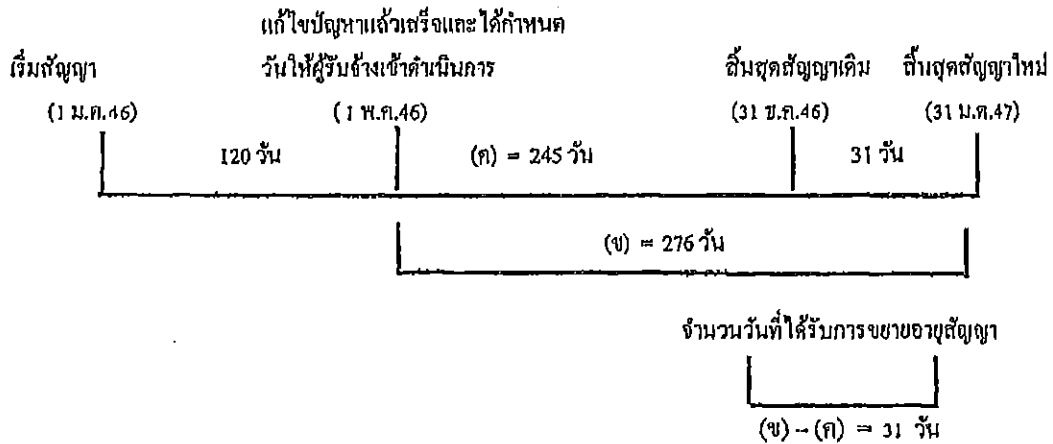 แก้ไขปัญหาแล้วเสร็จและได้กำหนด
เริ่มสัญญา วันให้ผู้รับจ้างเข้าดำเนินการ สิ้นสุดสัญญาเดิม สิ้นสุดสัญญาใหม่
(1 ม.ค.46) (1 พ.ค.46) (31 ธ.ค.46) (31 ม.ค.47)
120 วัน (ค) = 245 วัน 31 วัน
(ข) = 276 วัน
จำนวนวันที่ได้รับการขยายอายุสัญญา
(ข) - (ค) = 31 วัน